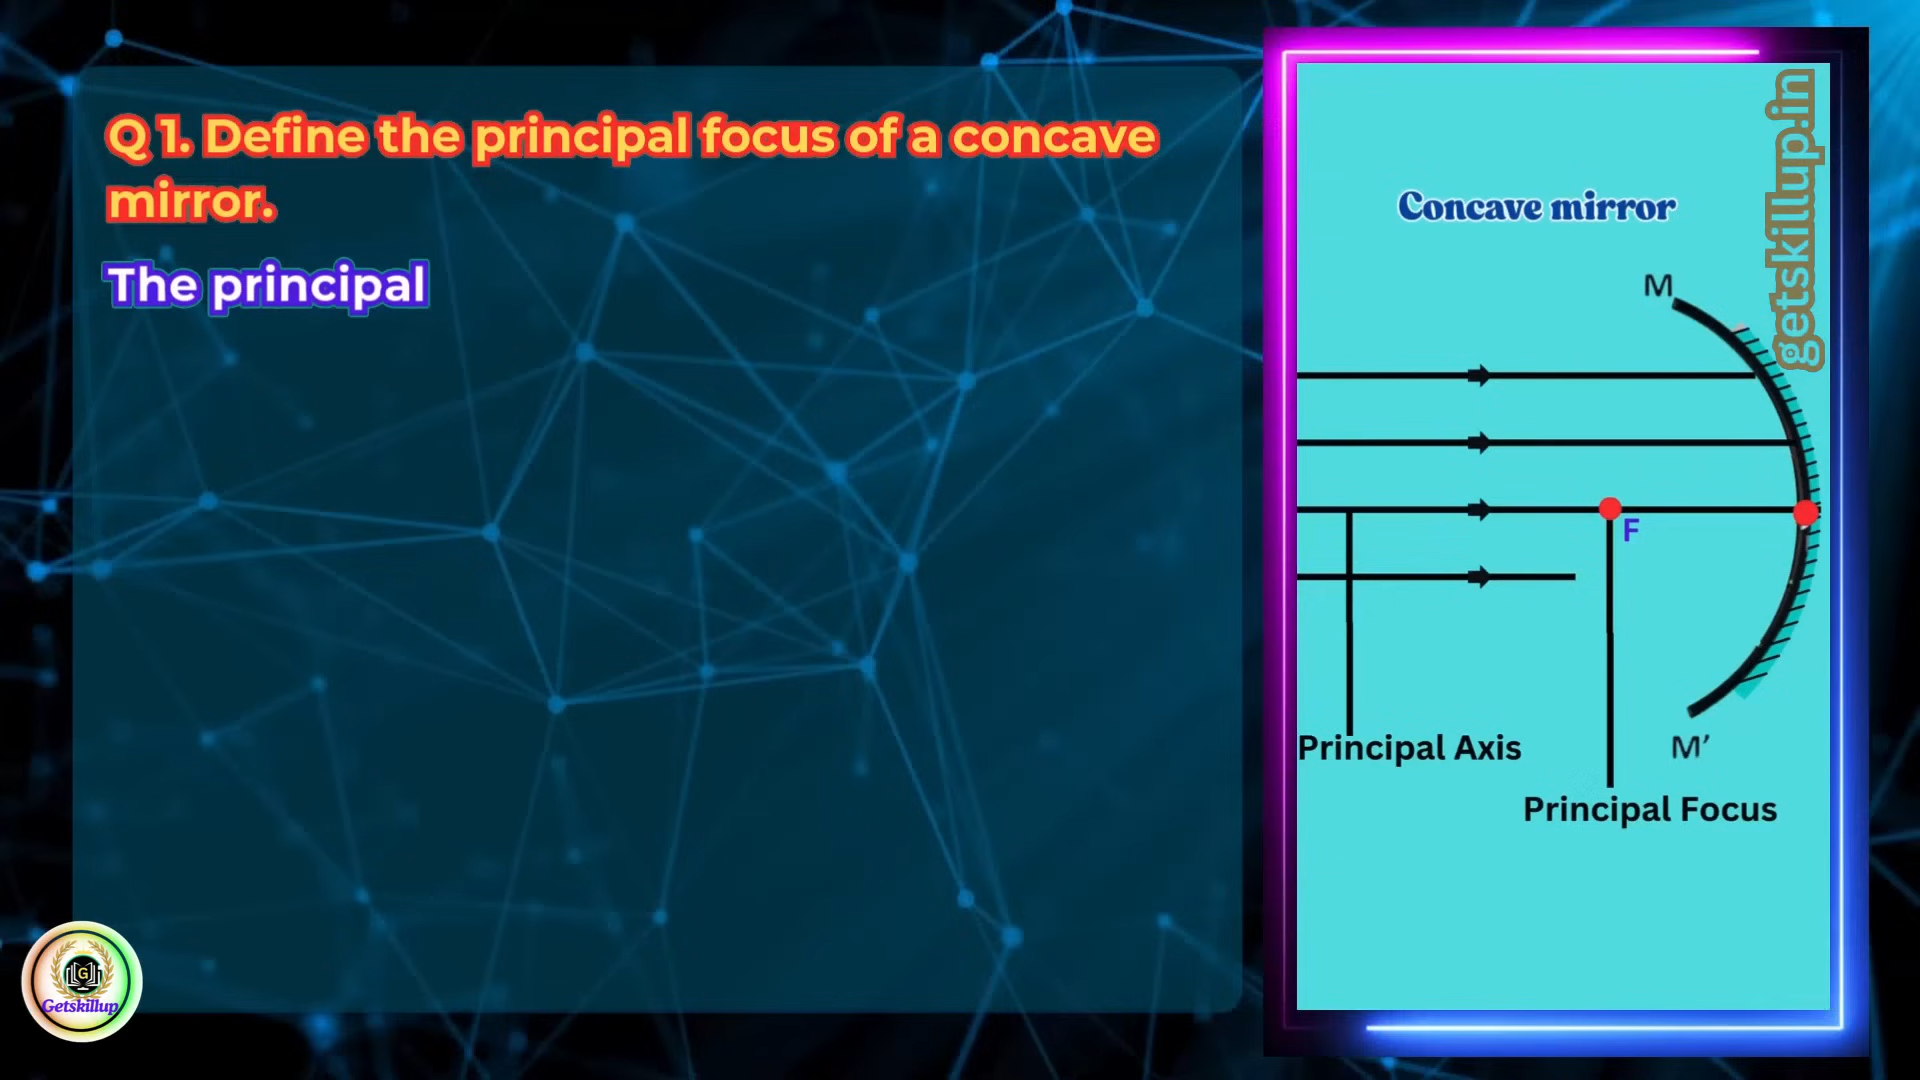 Q 1. Define the principal focus of a concave
mirror.
The principal
getskillup.in
Concave mirror
M
F
Principal Axis
M’
Principal Focus
G
Getskillup